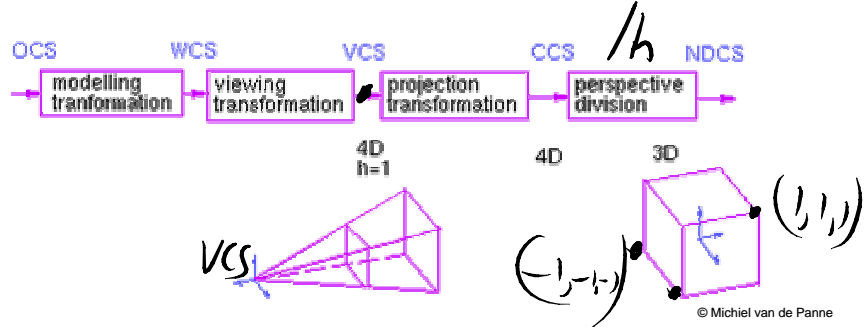 /h
OCS WCS VCS CCS NDCS
modelling tranformation
viewing transformation
projection transformation
perspective division
4D
h=1
4D
3D
VCS
(1,1,1)
(-1,-1,-1)
© Michiel van de Panne